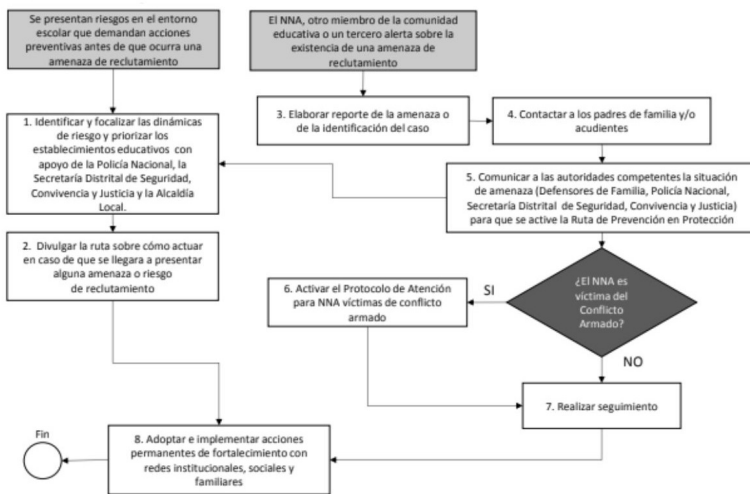 Se presentan riesgos en el entorno
escolar que demandan acciones
preventivas antes de que ocurra una
amenaza de reclutamiento
El NNA, otro miembro de la comunidad
educativa o un tercero alerta sobre la
existencia de una amenaza de
reclutamiento
1. Identificar y focalizar las dinámicas
de riesgo y priorizar los
establecimientos educativos con
apoyo de la Policía Nacional, la
Secretaría Distrital de Seguridad,
Convivencia y Justicia y la Alcaldía
Local.
3. Elaborar reporte de la amenaza o
de la identificación del caso
4. Contactar a los padres de familia y/o
acudientes
5. Comunicar a las autoridades competentes la situación
de amenaza (Defensores de Familia, Policía Nacional,
Secretaría Distrital de Seguridad, Convivencia y Justicia)
para que se active la Ruta de Prevención en Protección
2. Divulgar la ruta sobre cómo actuar
en caso de que se llegara a presentar
alguna amenaza o riesgo
de reclutamiento
6. Activar el Protocolo de Atención
para NNA víctimas de conflicto
armado
SI
¿El NNA es
víctima del
Conflicto
Armado?
NO
7. Realizar seguimiento
Fin
8. Adoptar e implementar acciones
permanentes de fortalecimiento con
redes institucionales, sociales y
familiares